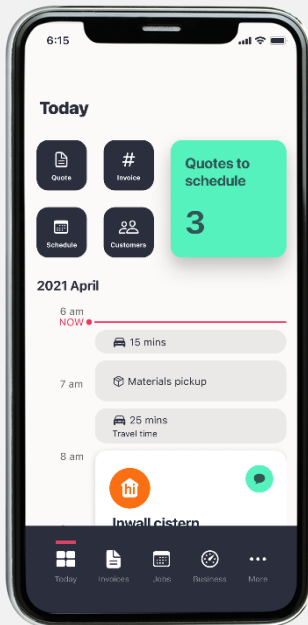 6:15
Today
Quote
Invoice
Quotes to
schedule
3
Schedule
Customers
2021 April
6 am
NOW
15 mins
7 am
Materials pickup
25 mins
Travel time
8 am
hi
Inwall cistern
Today
Invoices
Jobs
Business
More